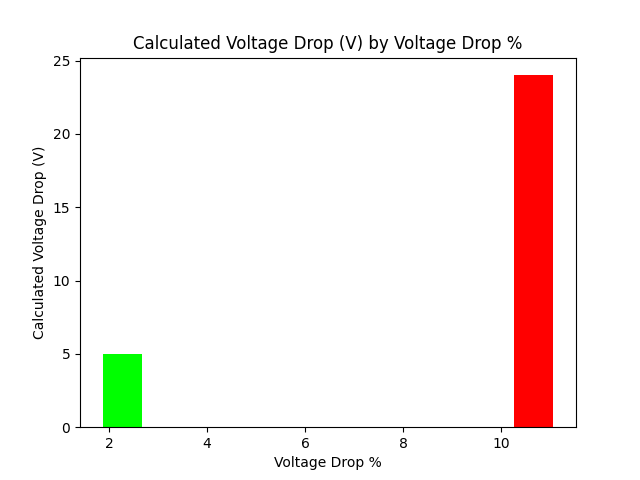 Calculated Voltage Drop (V) by Voltage Drop %
25
20
15
10
5
0
Calculated Voltage Drop (V)
2 4 6 8 10
Voltage Drop %